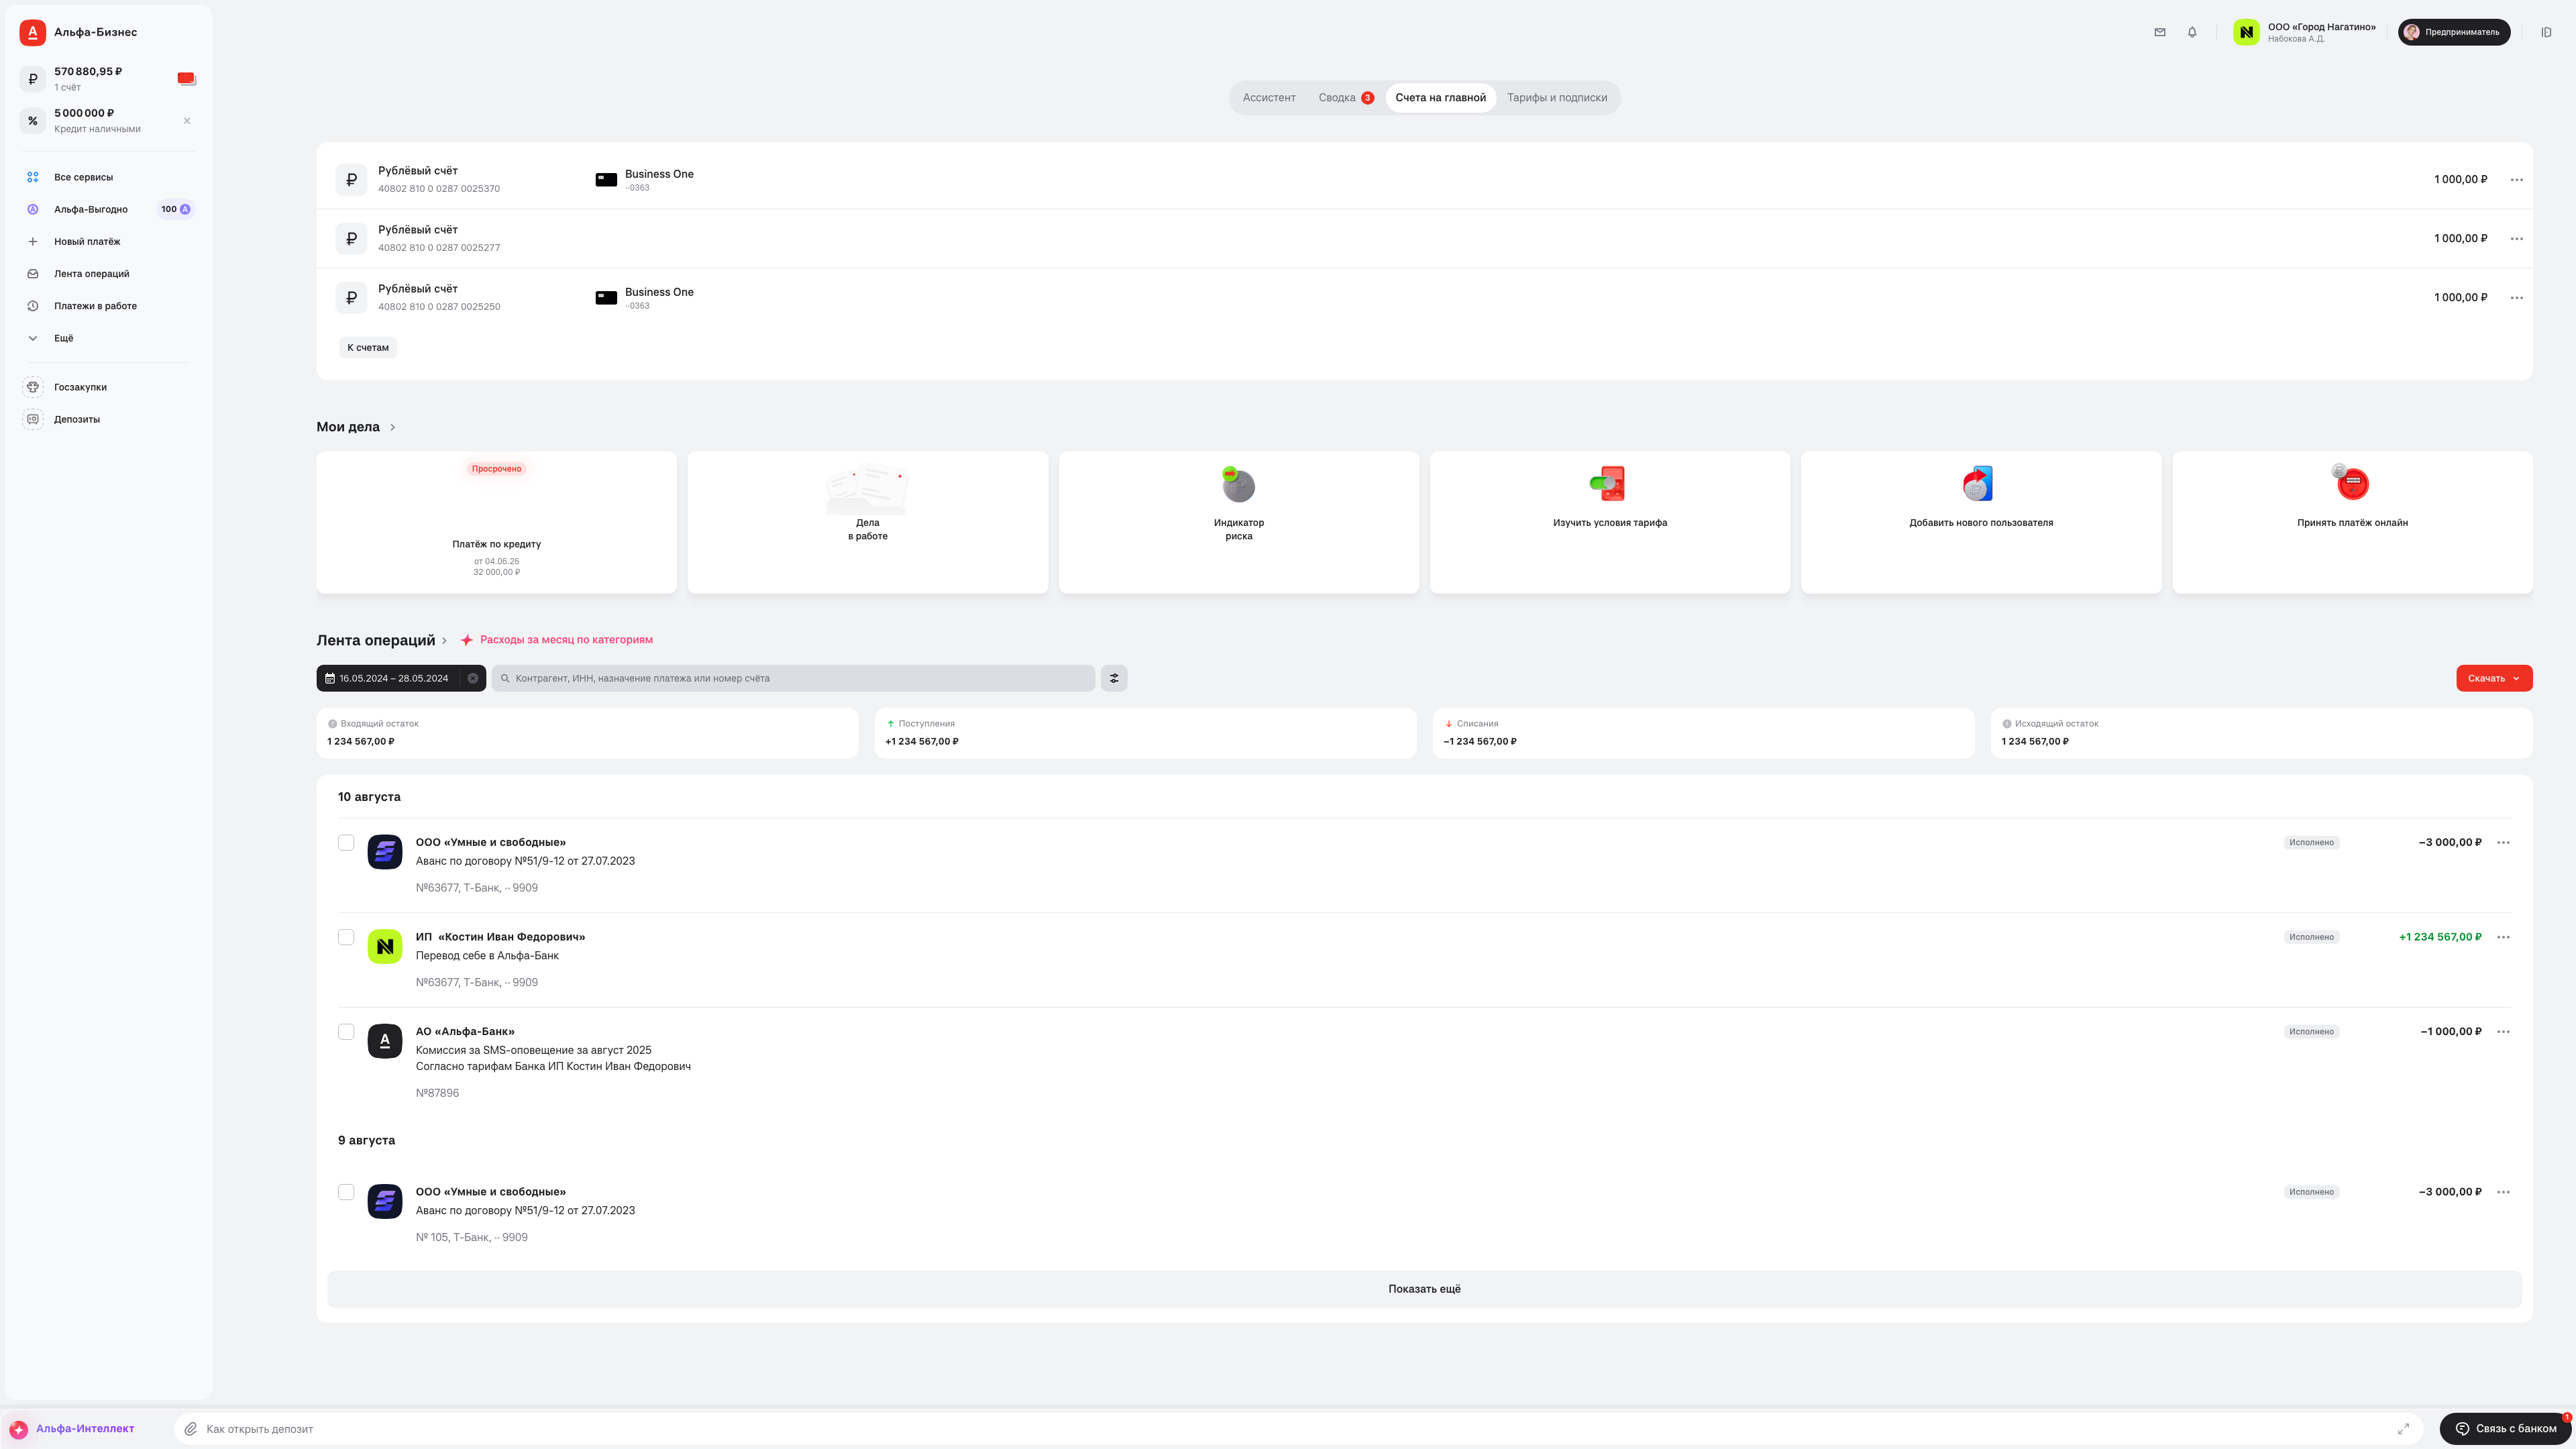 Альфа-Бизнес
570 880,95 ₽
1 счёт
5 000 000 ₽
Кредит наличными
Все сервисы
Альфа-Выгодно
100
Новый платёж
Лента операций
Платежи в работе
Ещё
Госзакупки
Депозиты
ООО «Город Нагатино»
Набокова А.Д.
Предприниматель
Ассистент
Сводка
3
Счета на главной
Тарифы и подписки
Рублёвый счёт
40802 810 0 0287 0025370
Business One
··0363
1 000,00 ₽
Рублёвый счёт
40802 810 0 0287 0025277
1 000,00 ₽
Рублёвый счёт
40802 810 0 0287 0025250
Business One
··0363
1 000,00 ₽
К счетам
Мои дела
Просрочено
Платёж по кредиту
от 04.06.26
32 000,00 ₽
Дела
в работе
Индикатор
риска
Изучить условия тарифа
Добавить нового пользователя
Принять платёж онлайн
Лента операций
Расходы за месяц по категориям
16.05.2024 – 28.05.2024
Контрагент, ИНН, назначение платежа или номер счёта
Скачать
Входящий остаток
1 234 567,00 ₽
Поступления
+1 234 567,00 ₽
Списания
−1 234 567,00 ₽
Исходящий остаток
1 234 567,00 ₽
10 августа
ООО «Умные и свободные»
Аванс по договору №51/9-12 от 27.07.2023
№63677, Т-Банк, ·· 9909
Исполнено
−3 000,00 ₽
ИП «Костин Иван Федорович»
Перевод себе в Альфа-Банк
№63677, Т-Банк, ·· 9909
Исполнено
+1 234 567,00 ₽
АО «Альфа-Банк»
Комиссия за SMS-оповещение за август 2025
Согласно тарифам Банка ИП Костин Иван Федорович
№87896
Исполнено
−1 000,00 ₽
9 августа
ООО «Умные и свободные»
Аванс по договору №51/9-12 от 27.07.2023
№ 105, Т-Банк, ·· 9909
Исполнено
−3 000,00 ₽
Показать ещё
Альфа-Интеллект
Как открыть депозит
Связь с банком
1